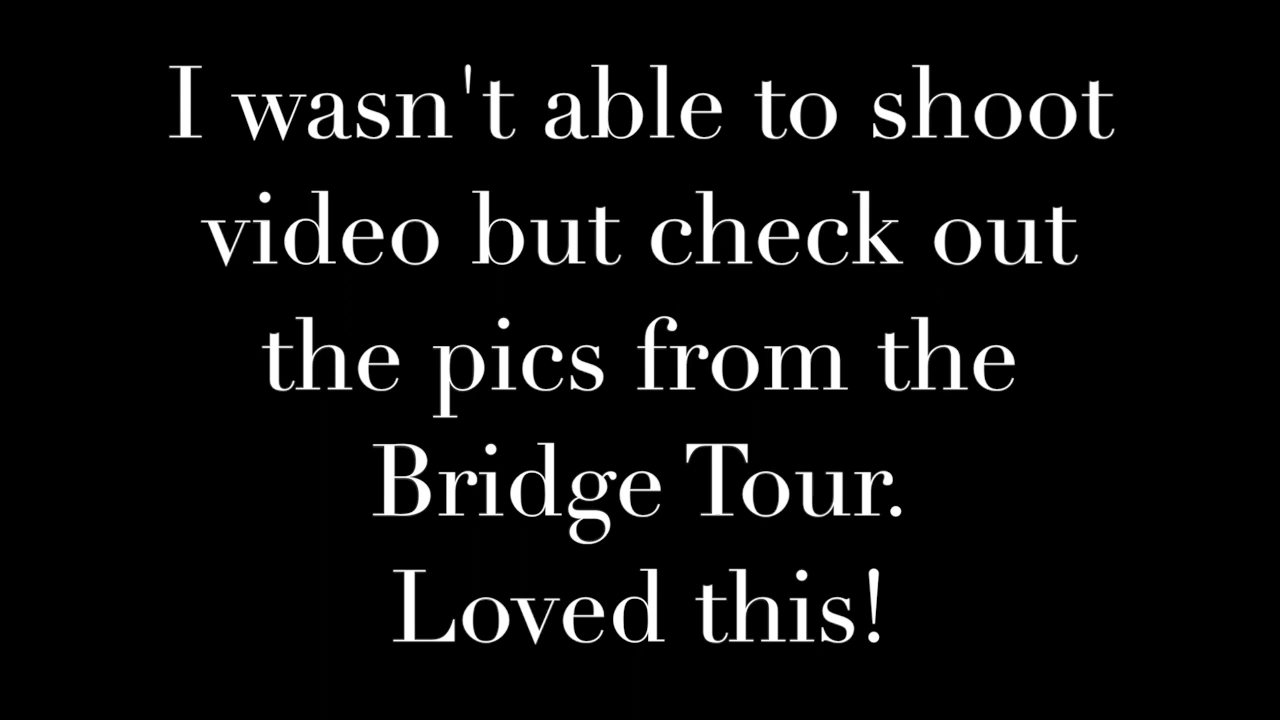 I wasn't able to shoot
video but check out
the pics from the
Bridge Tour.
Loved this!